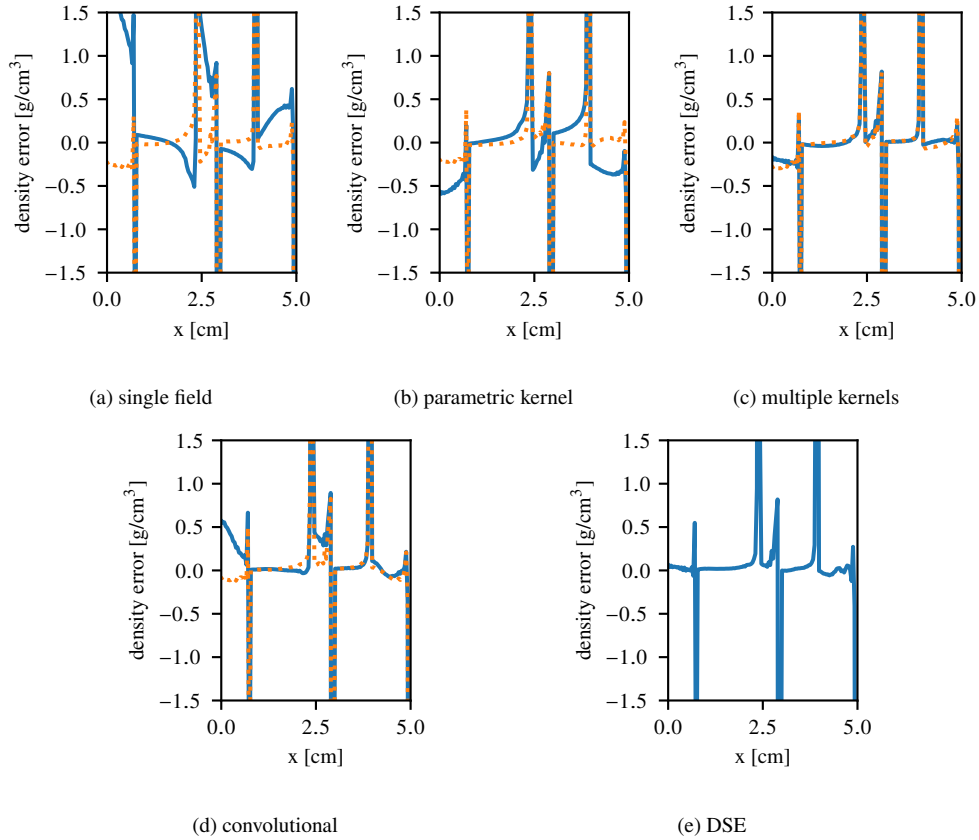 1.5
1.0
0.5
0.0
−0.5
−1.0
−1.5
density error [g/cm³]
0.0 2.5 5.0
x [cm]
(a) single field
1.5
1.0
0.5
0.0
−0.5
−1.0
−1.5
density error [g/cm³]
0.0 2.5 5.0
x [cm]
(b) parametric kernel
1.5
1.0
0.5
0.0
−0.5
−1.0
−1.5
density error [g/cm³]
0.0 2.5 5.0
x [cm]
(c) multiple kernels
1.5
1.0
0.5
0.0
−0.5
−1.0
−1.5
density error [g/cm³]
0.0 2.5 5.0
x [cm]
(d) convolutional
1.5
1.0
0.5
0.0
−0.5
−1.0
−1.5
density error [g/cm³]
0.0 2.5 5.0
x [cm]
(e) DSE